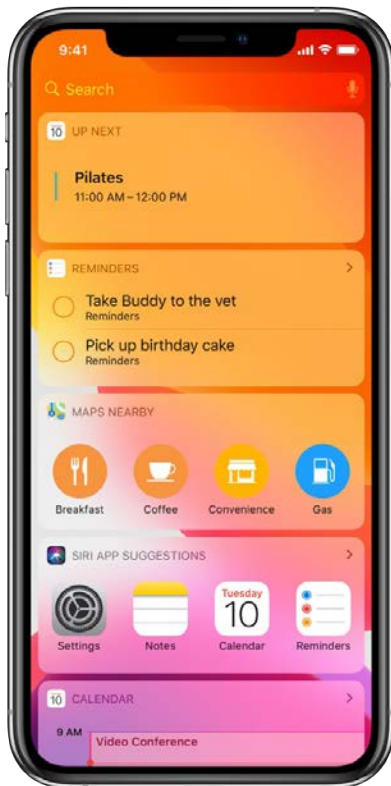 9:41
Search
10 UP NEXT
Pilates
11:00 AM – 12:00 PM
REMINDERS
Take Buddy to the vet
Reminders
Pick up birthday cake
Reminders
MAPS NEARBY
Breakfast Coffee Convenience Gas
SIRI APP SUGGESTIONS
Tuesday
10
Settings Notes Calendar Reminders
10 CALENDAR
9 AM
Video Conference